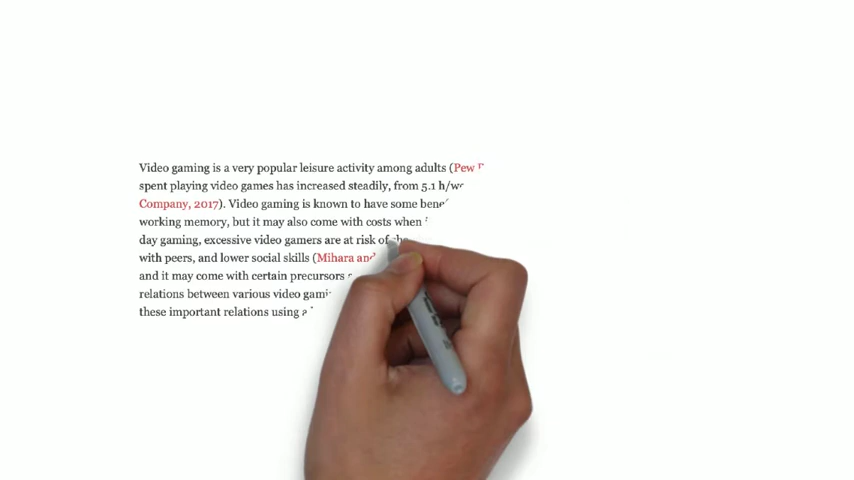 Video gaming is a very popular leisure activity among adults (Pew
spent playing video games has increased steadily, from 5.1
Company, 2017). Video gaming is known to have some
working memory, but it may also come with costs when
day gaming, excessive video gamers are at risk of
with peers, and lower social skills (Mihara and
and it may come with certain precursors
relations between various video
these important relations using a